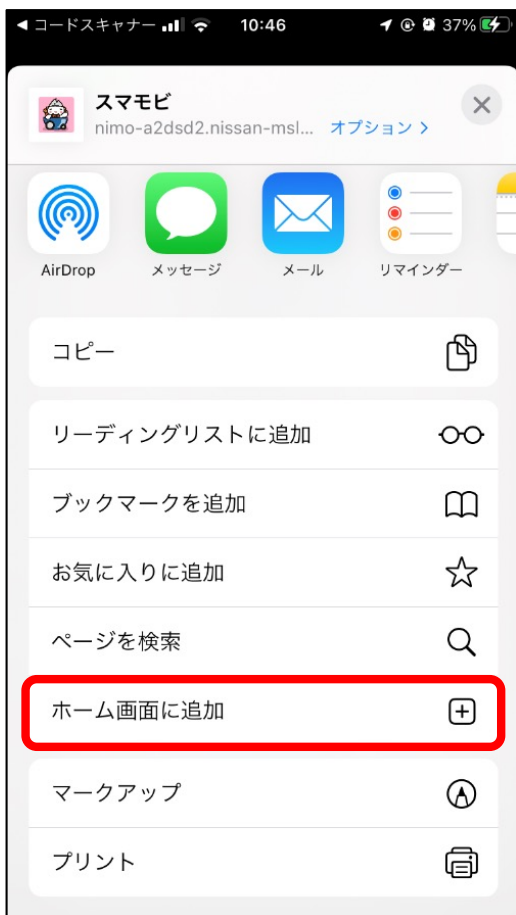 ◀ コードスキャナー 10:46 37%
スマモビ
nimo-a2dsd2.nissan-msl... オプション >
AirDrop メッセージ メール リマインダー
コピー
リーディングリストに追加
ブックマークを追加
お気に入りに追加
ページを検索
ホーム画面に追加
マークアップ
プリント